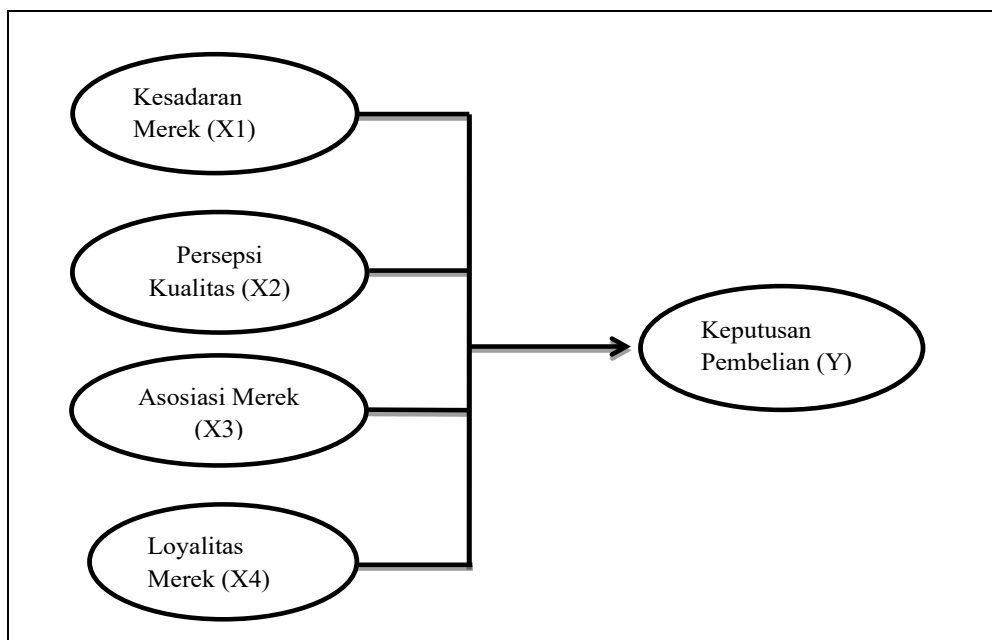 Kesadaran
Merek (X1)
Persepsi
Kualitas (X2)
Asosiasi Merek
(X3)
Loyalitas
Merek (X4)
Keputusan
Pembelian (Y)